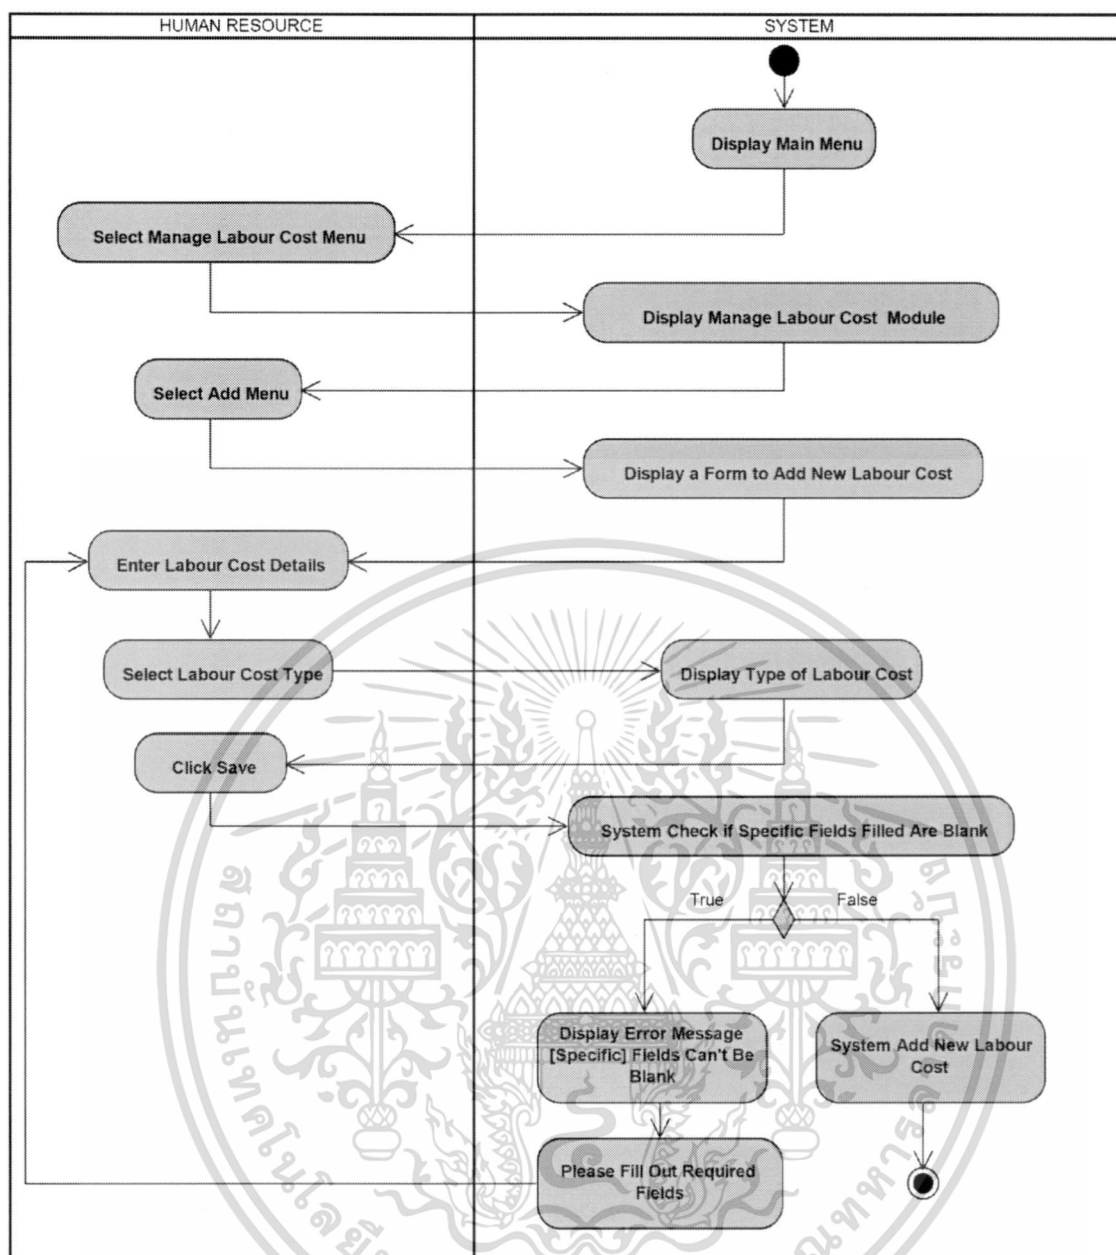 HUMAN RESOURCE
SYSTEM
Display Main Menu
Select Manage Labour Cost Menu
Display Manage Labour Cost Module
Select Add Menu
Display a Form to Add New Labour Cost
Enter Labour Cost Details
Select Labour Cost Type
Display Type of Labour Cost
Click Save
System Check if Specific Fields Filled Are Blank
True
False
Display Error Message
[Specific] Fields Can't Be
Blank
System Add New Labour
Cost
Please Fill Out Required
Fields